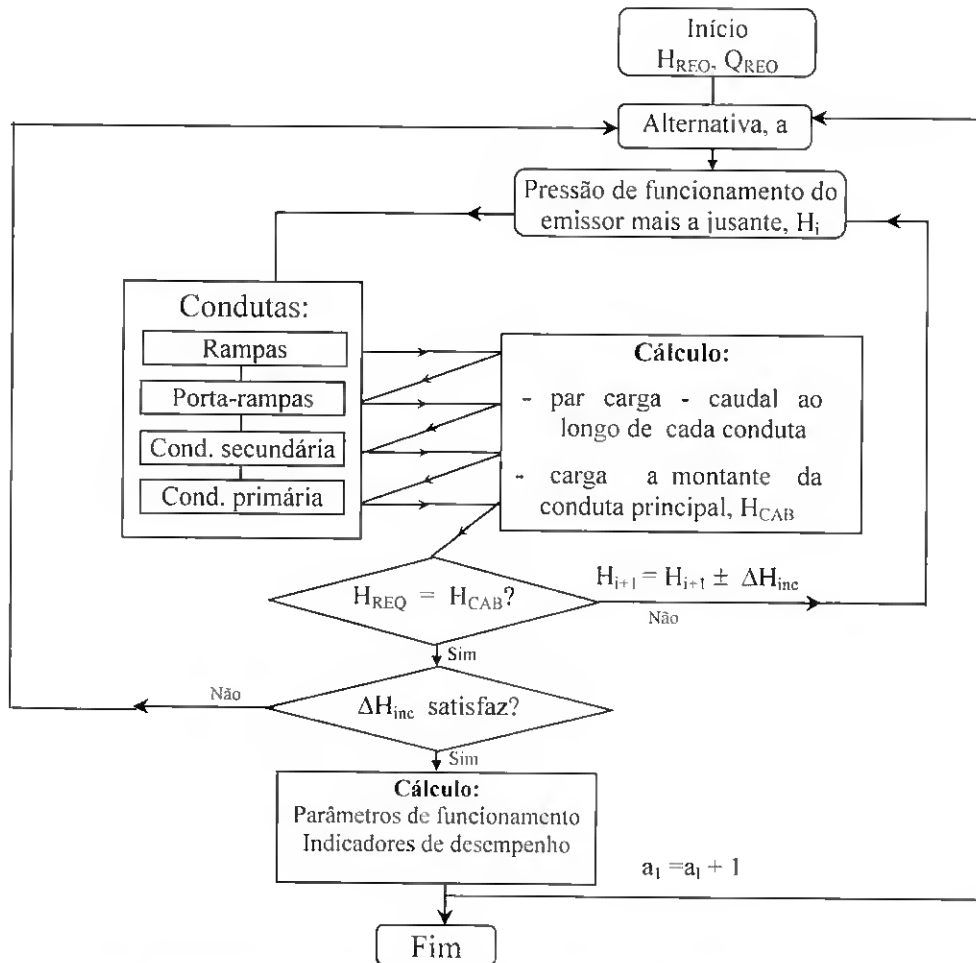 Início
H_REQ, Q_REQ
Alternativa, a
Pressão de funcionamento do
emissor mais a jusante, H_i
Condutas:
Rampas
Porta-rampas
Cond. secundária
Cond. primária
Cálculo:
- par carga - caudal ao
longo de cada conduta
- carga a montante da
conduta principal, H_CAB
H_REQ = H_CAB?
H_i+1 = H_i+1 ± ΔH_inc
Não
Sim
Não
ΔH_inc satisfaz?
Sim
Cálculo:
Parâmetros de funcionamento
Indicadores de desempenho
a_1 =a_1 + 1
Fim